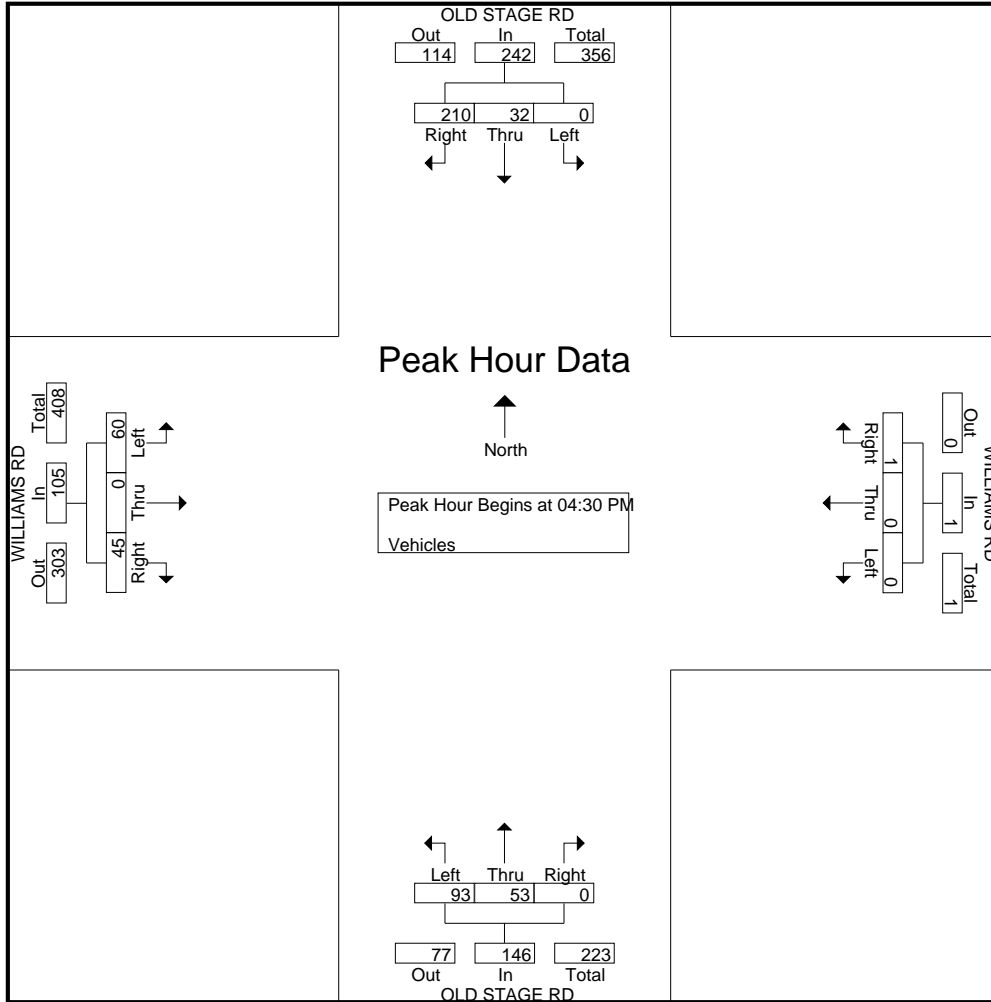 OLD STAGE RD
Out In Total
114 242 356
210 32 0
Right Thru Left
Peak Hour Data
North
Peak Hour Begins at 04:30 PM
Vehicles
WILLIAMS RD
Out In Total
303 105 408
Right Thru Left
45 0 60
WILLIAMS RD
Out In Total
0 1 1
Right Thru Left
1 0 0
Left Thru Right
93 53 0
77 146 223
Out In Total
OLD STAGE RD